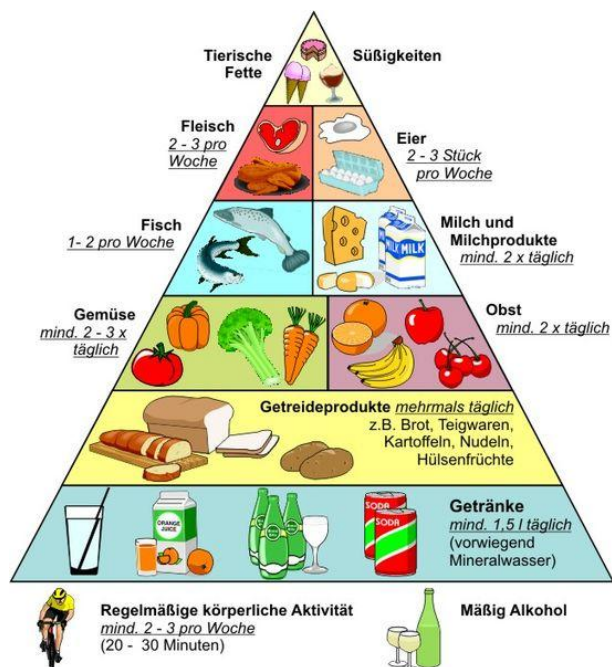 Tierische
Fette
Süßigkeiten
Fleisch
2 - 3 pro
Woche
Eier
2 - 3 Stück
pro Woche
Fisch
1- 2 pro Woche
Milch und
Milchprodukte
mind. 2 x täglich
MILK
MILK
Gemüse
mind. 2 - 3 x
täglich
Obst
mind. 2 x täglich
Getreideprodukte mehrmals täglich
z.B. Brot, Teigwaren,
Kartoffeln, Nudeln,
Hülsenfrüchte
ORANGE
JUICE
SODA
SODA
Getränke
mind. 1,5 l täglich
(vorwiegend
Mineralwasser)
Regelmäßige körperliche Aktivität
mind. 2 - 3 pro Woche
(20 - 30 Minuten)
Mäßig Alkohol